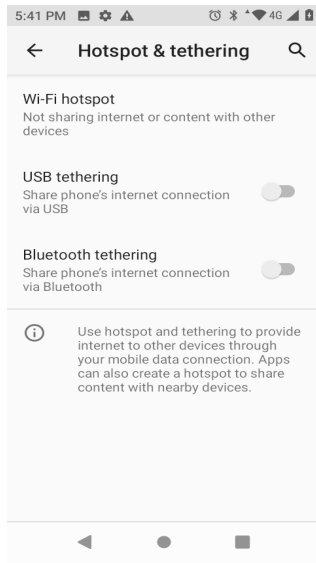 5:41 PM 4G
Hotspot & tethering
Wi-Fi hotspot
Not sharing internet or content with other
devices
USB tethering
Share phone's internet connection
via USB
Bluetooth tethering
Share phone's internet connection
via Bluetooth
Use hotspot and tethering to provide
internet to other devices through
your mobile data connection. Apps
can also create a hotspot to share
content with nearby devices.